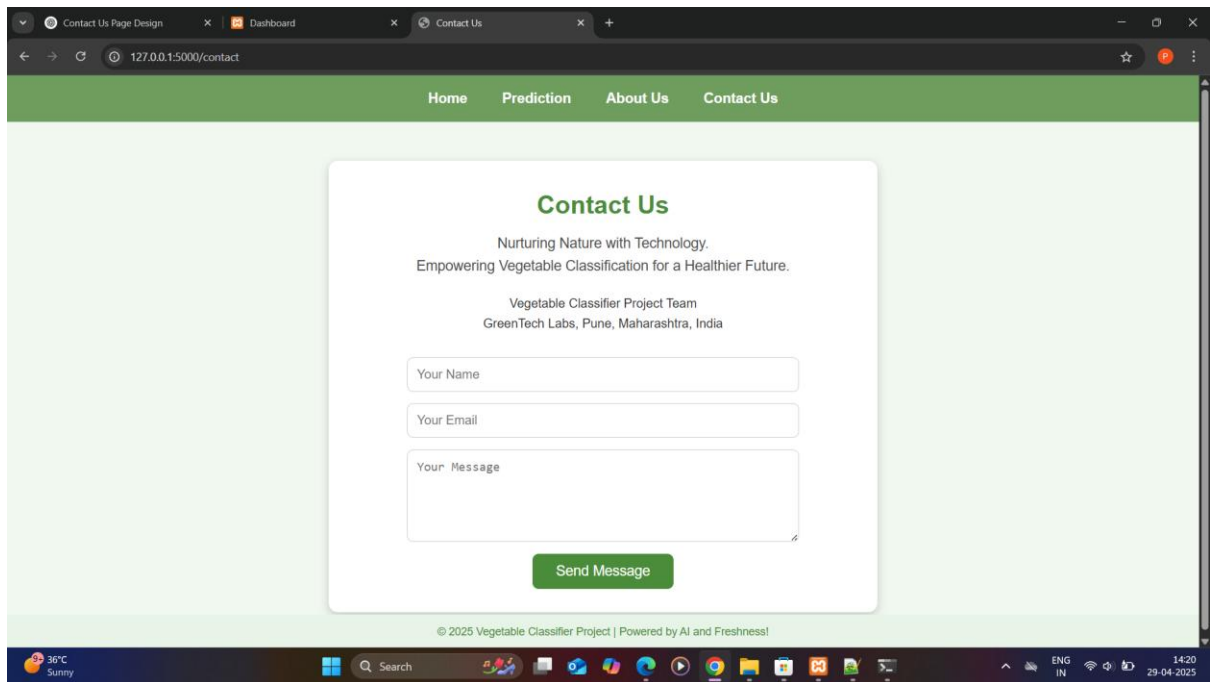 Contact Us Page Design
Dashboard
Contact Us
127.0.0.1:5000/contact
P
Home Prediction About Us Contact Us
Contact Us
Nurturing Nature with Technology.
Empowering Vegetable Classification for a Healthier Future.
Vegetable Classifier Project Team
GreenTech Labs, Pune, Maharashtra, India
Your Name
Your Email
Your Message
Send Message
© 2025 Vegetable Classifier Project | Powered by AI and Freshness!
9+
36°C
Sunny
Search
ENG
IN
14:20
29-04-2025